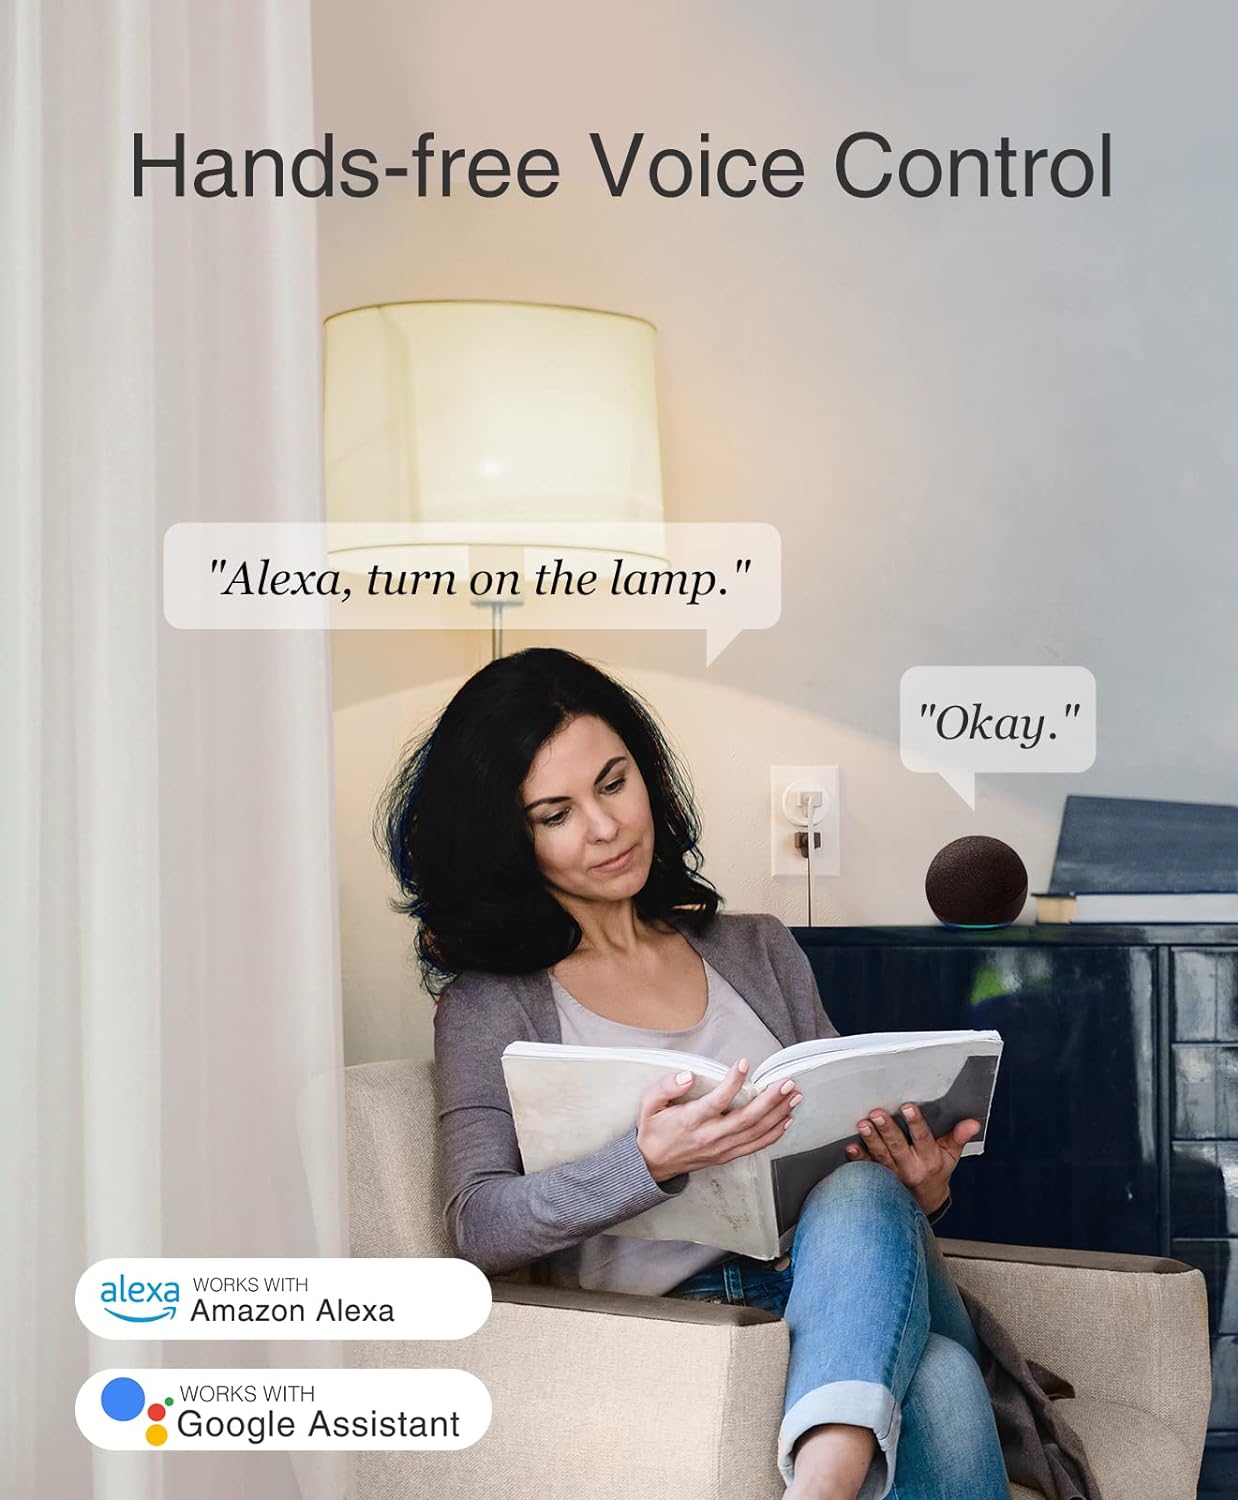 Hands-free Voice Control
"Alexa, turn on the lamp."
"Okay."
alexa
WORKS WITH
Amazon Alexa
WORKS WITH
Google Assistant